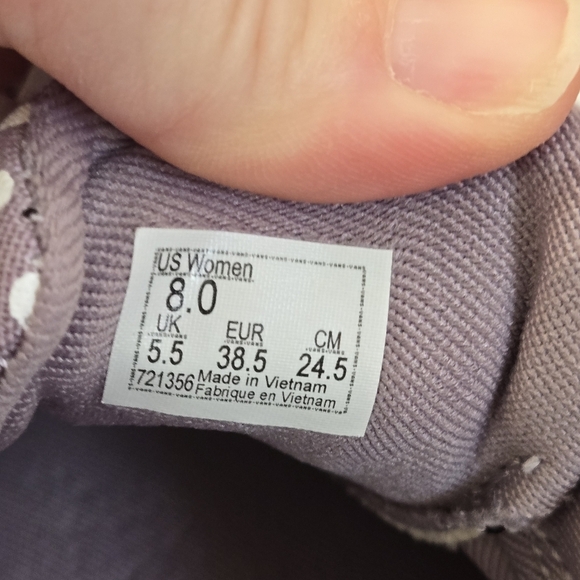 US Women
8.0
UK EUR CM
5.5 38.5 24.5
721356 Made in Vietnam
Fabrique en Vietnam